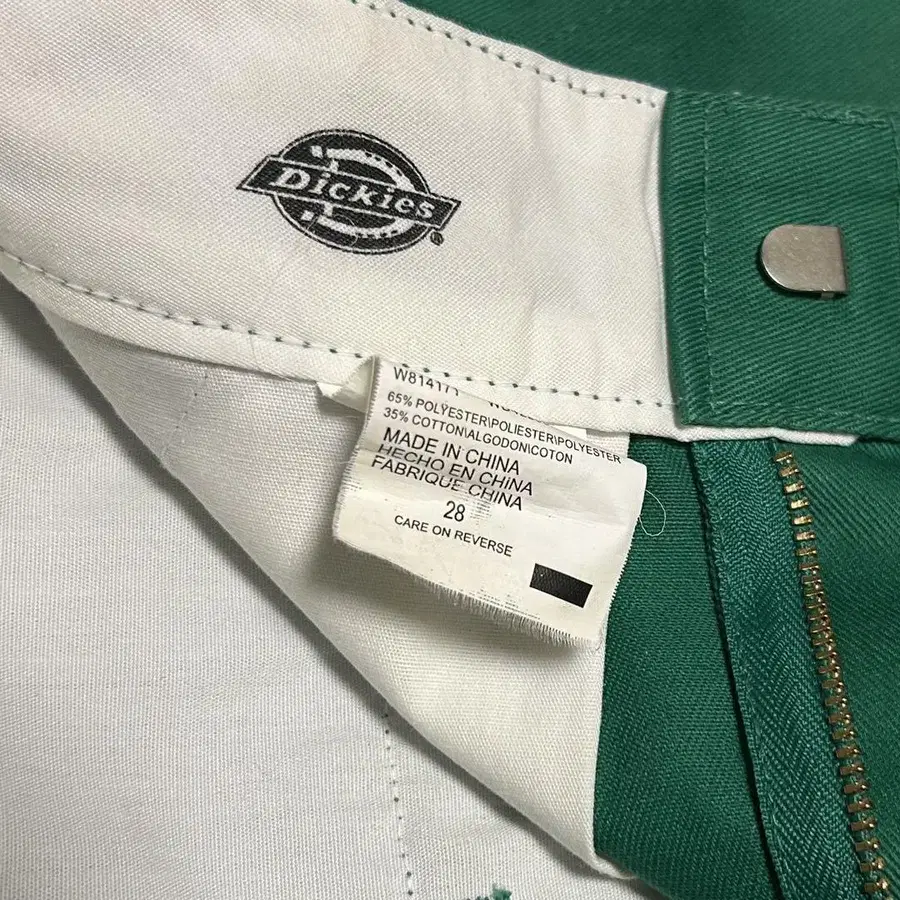 Dickies
®
W814171
65% POLYESTER\POLIESTER\POLYESTER
35% COTTON\ALGODON\COTON
MADE IN CHINA
HECHO EN CHINA
FABRIQUE CHINA
28
CARE ON REVERSE